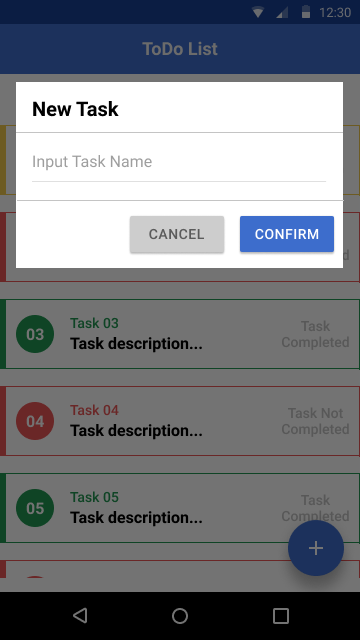 12:30
ToDo List
New Task
Input Task Name
CANCEL
CONFIRM
03
Task 03
Task description...
Task
Completed
04
Task 04
Task description...
Task Not
Completed
05
Task 05
Task description...
Task
Completed
+